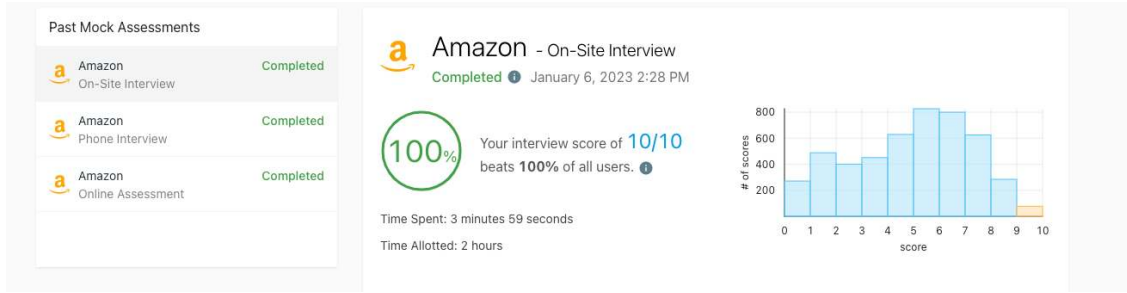 Past Mock Assessments
Amazon
Completed
On-Site Interview
Amazon
Completed
Phone Interview
Amazon
Completed
Online Assessment
a Amazon - On-Site Interview
Completed January 6, 2023 2:28 PM
100%
Your interview score of 10/10
beats 100% of all users.
Time Spent: 3 minutes 59 seconds
Time Allotted: 2 hours
# of scores
800
600
400
200
0 1 2 3 4 5 6 7 8 9 10
score